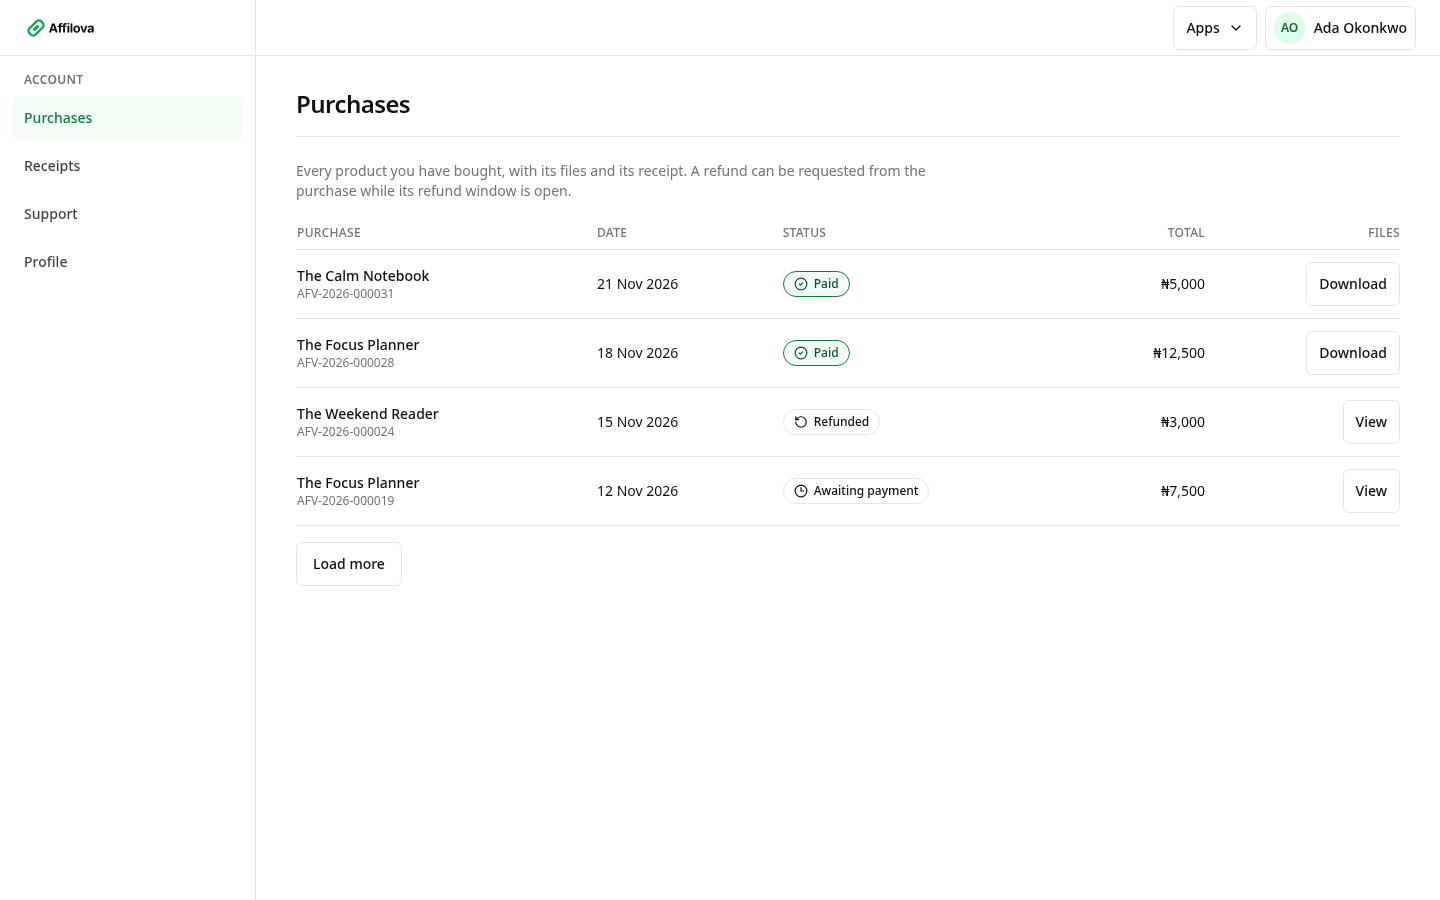 Affilova
Apps
AO
Ada Okonkwo
ACCOUNT
Purchases
Receipts
Support
Profile
Purchases
Every product you have bought, with its files and its receipt. A refund can be requested from the
purchase while its refund window is open.
PURCHASE DATE STATUS TOTAL FILES
The Calm Notebook
AFV-2026-000031
21 Nov 2026 Paid ₦5,000 Download
The Focus Planner
AFV-2026-000028
18 Nov 2026 Paid ₦12,500 Download
The Weekend Reader
AFV-2026-000024
15 Nov 2026 Refunded ₦3,000 View
The Focus Planner
AFV-2026-000019
12 Nov 2026 Awaiting payment ₦7,500 View
Load more